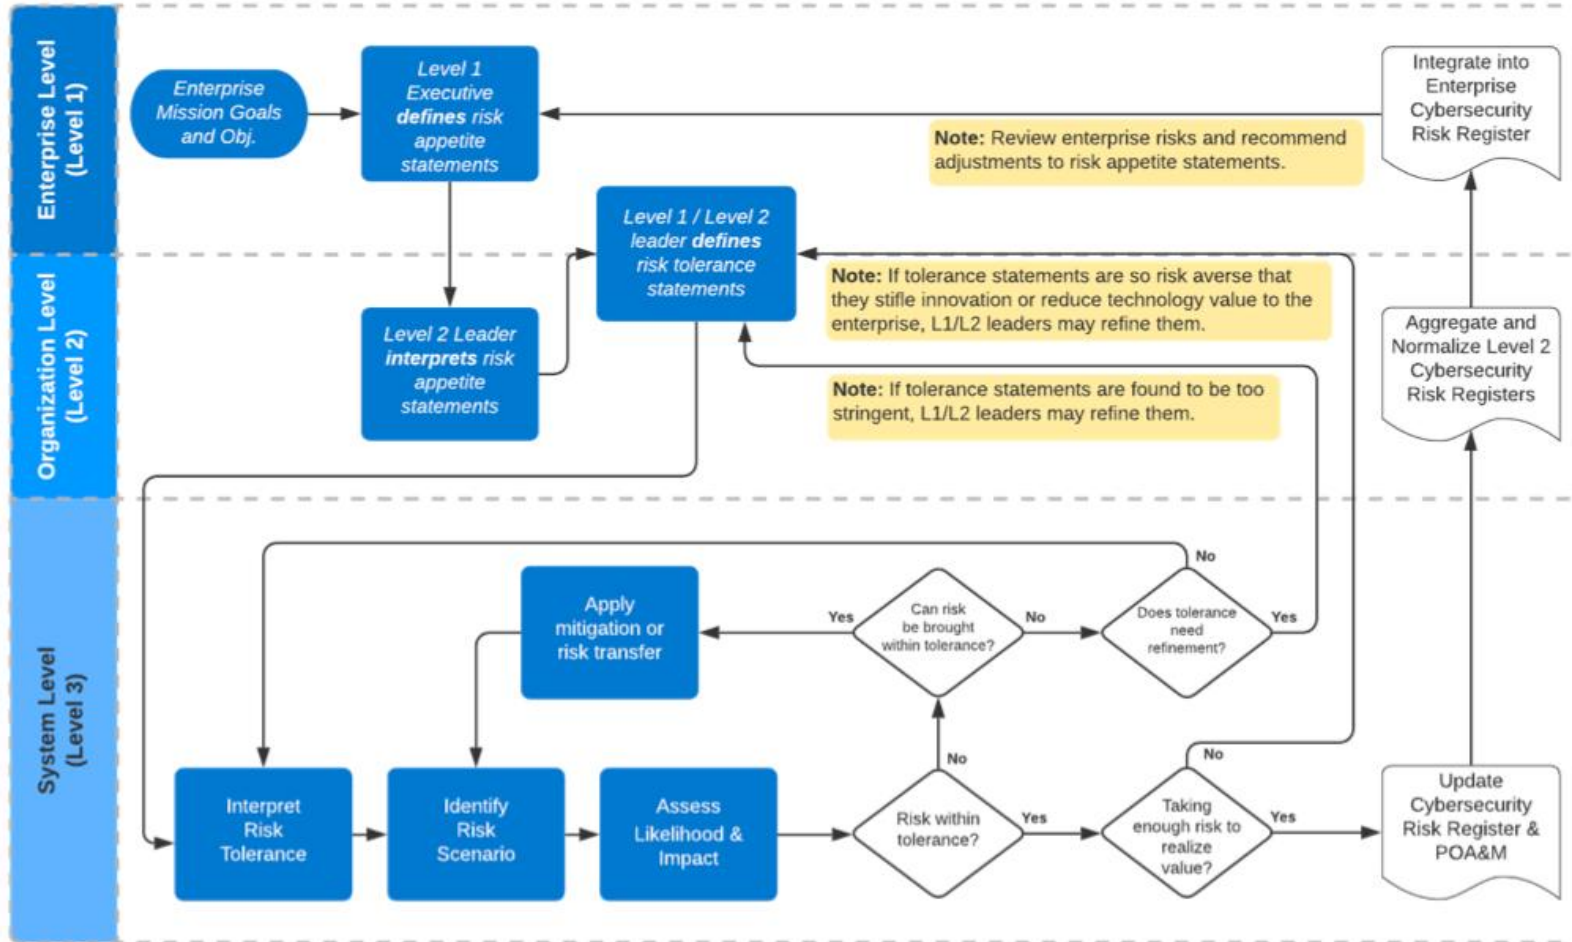 Enterprise Level
(Level 1)
Enterprise
Mission Goals
and Obj.
Level 1
Executive
defines risk
appetite
statements
Integrate into
Enterprise
Cybersecurity
Risk Register
Note: Review enterprise risks and recommend
adjustments to risk appetite statements.
Level 1 / Level 2
leader defines
risk tolerance
statements
Organization Level
(Level 2)
Level 2 Leader
interprets risk
appetite
statements
Note: If tolerance statements are so risk averse that
they stifle innovation or reduce technology value to the
enterprise, L1/L2 leaders may refine them.
Note: If tolerance statements are found to be too
stringent, L1/L2 leaders may refine them.
Aggregate and
Normalize Level 2
Cybersecurity
Risk Registers
System Level
(Level 3)
Apply
mitigation or
risk transfer
Yes
Can risk
be brought
within tolerance?
No
Does tolerance
need
refinement?
No
Yes
Interpret
Risk
Tolerance
Identify
Risk
Scenario
Assess
Likelihood &
Impact
Risk within
tolerance?
No
Yes
Taking
enough risk to
realize
value?
No
Yes
Update
Cybersecurity
Risk Register &
POA&M